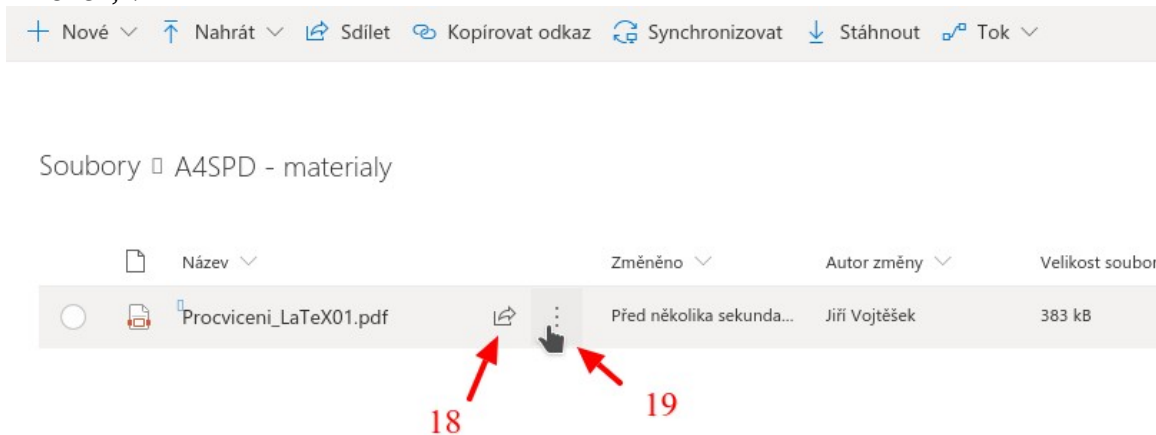 Nové Nahrát Sdílet Kopírovat odkaz Synchronizovat Stáhnout Tok
Soubory A4SPD - materialy
Název Změněno Autor změny Velikost soubor
Procviceni_LaTeX01.pdf Před několika sekunda... Jiří Vojtěšek 383 kB
18 19